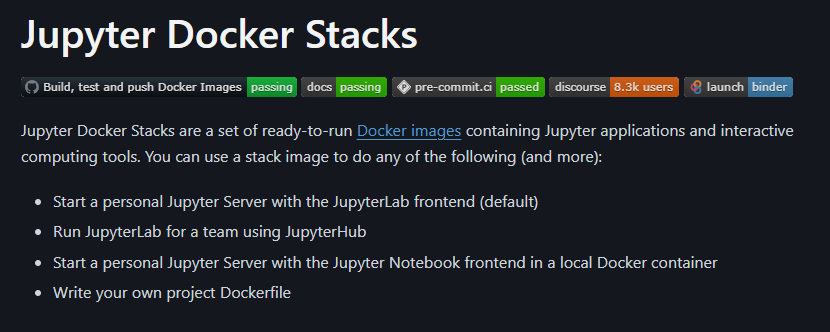 Jupyter Docker Stacks
Build, test and push Docker Images passing docs passing pre-commit.ci passed discourse 8.3k users launch binder
Jupyter Docker Stacks are a set of ready-to-run Docker images containing Jupyter applications and interactive
computing tools. You can use a stack image to do any of the following (and more):
• Start a personal Jupyter Server with the JupyterLab frontend (default)
• Run JupyterLab for a team using JupyterHub
• Start a personal Jupyter Server with the Jupyter Notebook frontend in a local Docker container
• Write your own project Dockerfile